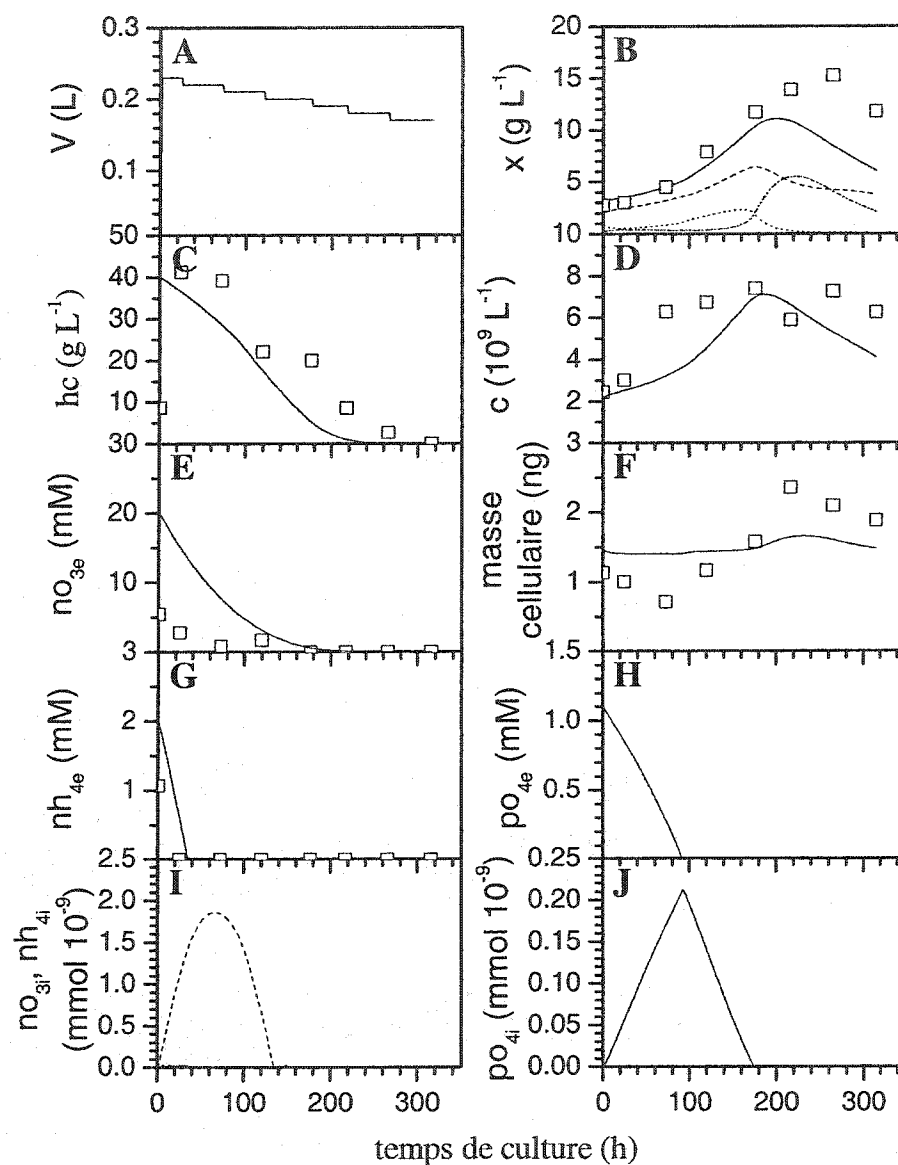 A
V (L)
0.3
0.2
0.1
B
x (g L⁻¹)
20
15
10
5
10
C
hc (g L⁻¹)
50
40
30
20
10
30
D
c (10⁹ L⁻¹)
8
6
4
2
3
E
no₃ₑ (mM)
20
10
3
F
masse
cellulaire (ng)
2
1
1.5
G
nh₄ₑ (mM)
2
1
2.5
H
po₄ₑ (mM)
1.0
0.5
0.25
I
no₃ᵢ, nh₄ᵢ
(mmol 10⁻⁹)
2.0
1.5
1.0
0.5
0.0
J
po₄ᵢ (mmol 10⁻⁹)
0.20
0.15
0.10
0.05
0.00
0 100 200 300
0 100 200 300
temps de culture (h)